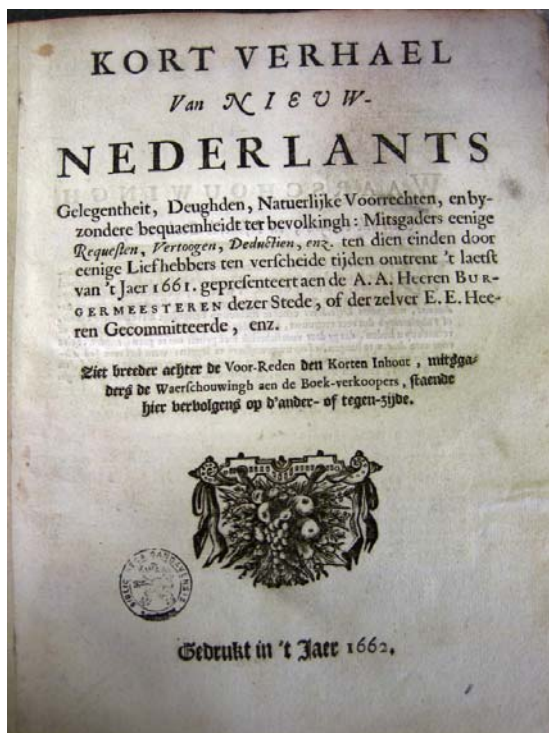 KORT VERHAEL
Van NIEUW-
NEDERLANTS
Gelegentheit, Deughden, Natuerlijke Voorrechten, en by-
zondere bequaemheidt ter bevolkingh: Mitsgaders eenige
Requeſten, Vertoogen, Deductien, enz. ten dien einden door
eenige Liefhebbers ten verſcheide tijden omtrent 't laetſt
van 't Jaer 1661. gepreſenteert aen de A. A. Heeren BUR-
GERMEESTEREN dezer Stede, of der zelver E. E. Hee-
ren Gecommitteerde, enz.
Ziet breeder achter de Voor-Reden den Korten Inhout, mitſga-
ders de Waerſchouwingh aen de Boek-verkoopers, ſtaende
hier vervolgens op d'ander- of tegen-zijde.
Gedrukt in 't Jaer 1662.